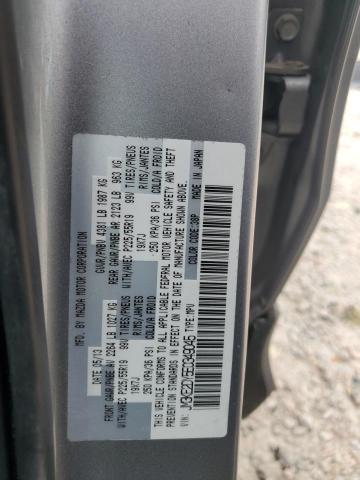 MFD. BY MAZDA MOTOR CORPORATION
DATE 05/13 GVWR/PNBV 4381 LB 1987 KG
FRONT GAWR/PNBE AV 2264 LB 1027 KG REAR GAWR/PNBE AR 2123 LB 963 KG
WITH/AVEC P225/55R19 99V TIRES/PNEUS WITH/AVEC P225/55R19 99V TIRES/PNEUS
19X7J RIMS/JANTES 19X7J RIMS/JANTES
250 KPA/36 PSI COLD/A FROID 250 KPA/36 PSI COLD/A FROID
THIS VEHICLE CONFORMS TO ALL APPLICABLE FEDERAL MOTOR VEHICLE SAFETY AND THEFT
PREVENTION STANDARDS IN EFFECT ON THE DATE OF MANUFACTURE SHOWN ABOVE.
MADE IN JAPAN
VIN: TYPE:MPV COLOR CODE:38P